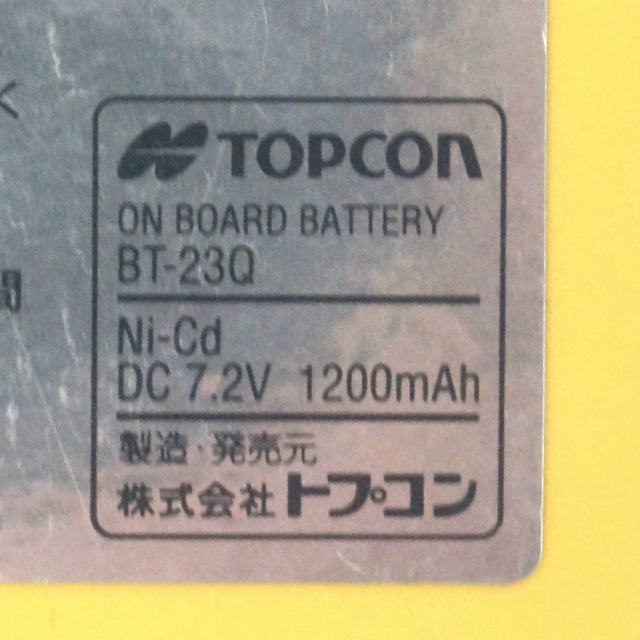 TOPCON
ON BOARD BATTERY
BT-23Q
Ni-Cd
DC 7.2V 1200mAh
製造・発売元
株式会社トプコン